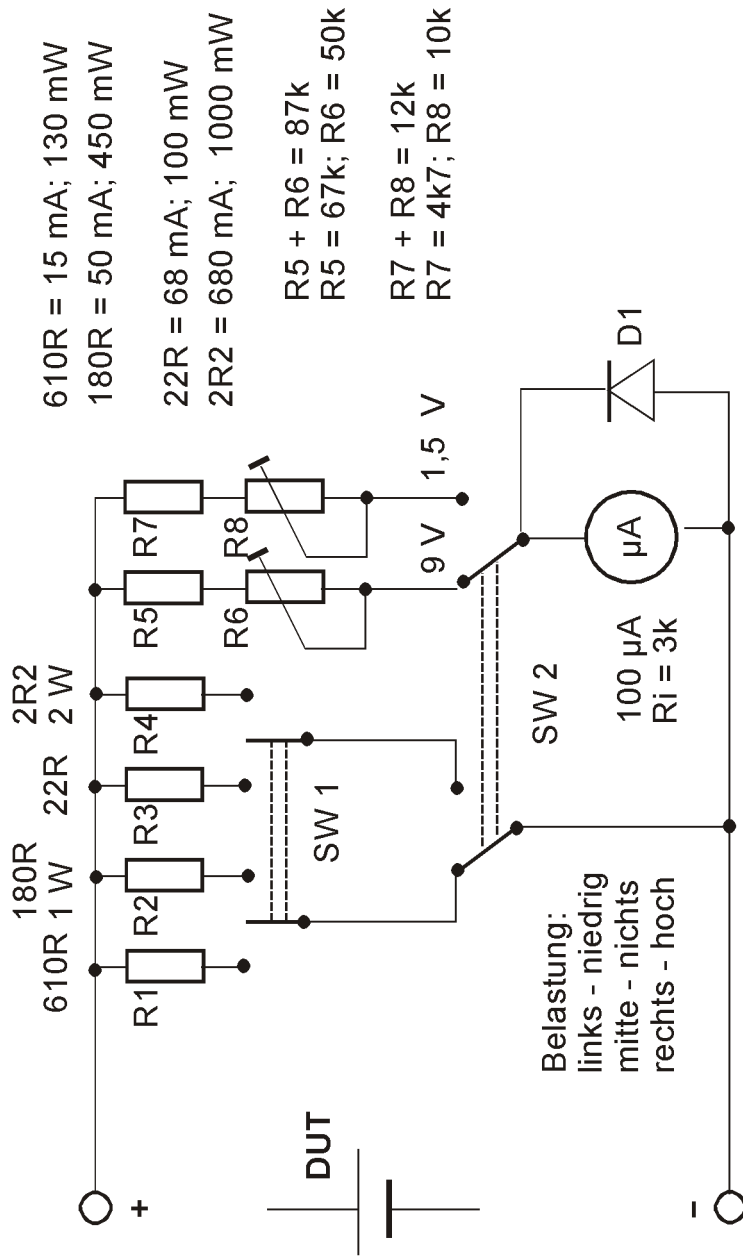 610R = 15 mA; 130 mW
180R = 50 mA; 450 mW
22R = 68 mA; 100 mW
2R2 = 680 mA; 1000 mW
R5 + R6 = 87k
R5 = 67k; R6 = 50k
R7 + R8 = 12k
R7 = 4k7; R8 = 10k
180R
610R 1 W
22R
2R2
2 W
R1
R2
R3
R4
R5
R7
R6
R8
SW 1
9 V
1,5 V
SW 2
D1
µA
100 µA
Ri = 3k
DUT
+
-
Belastung:
links - niedrig
mitte - nichts
rechts - hoch